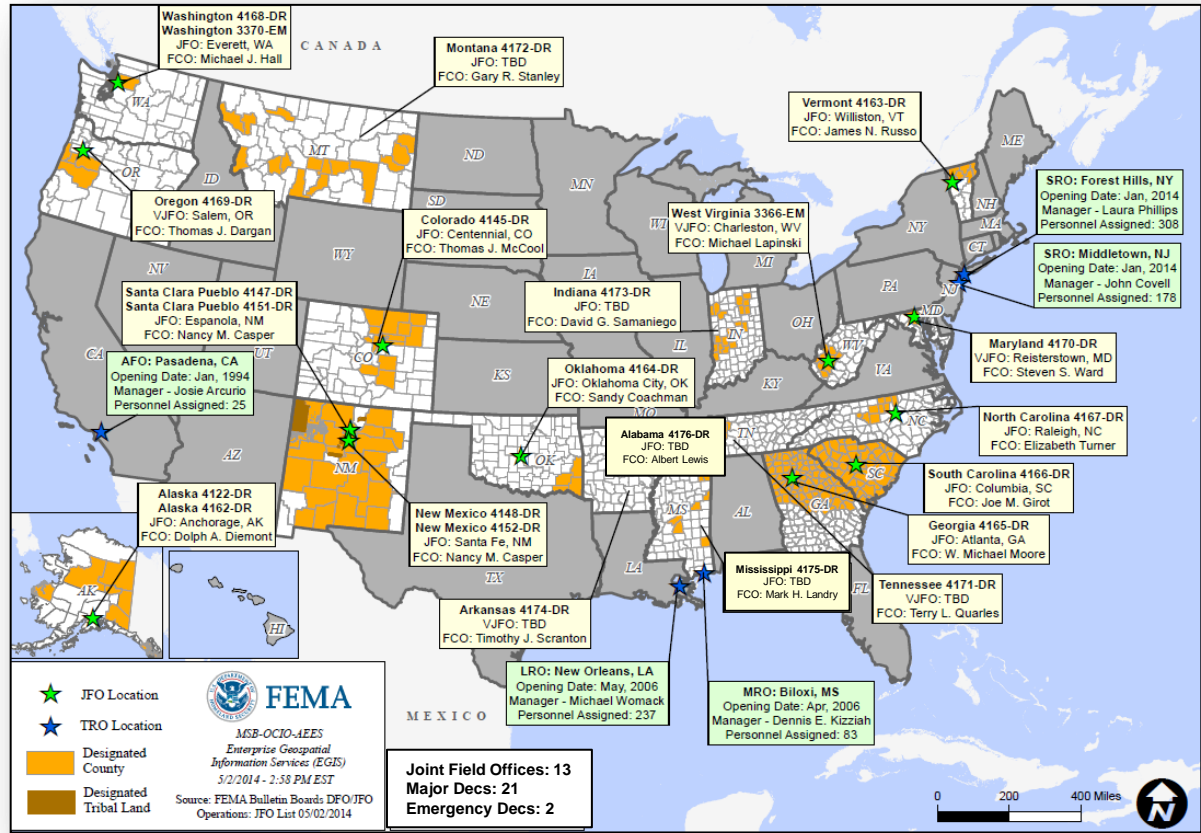 Washington 4168-DR
Washington 3370-EM
JFO: Everett, WA
FCO: Michael J. Hall
CANADA
Montana 4172-DR
JFO: TBD
FCO: Gary R. Stanley
Vermont 4163-DR
JFO: Williston, VT
FCO: James N. Russo
WA
MT
ND
MN
ME
OR
ID
SD
WI
NH
NY
MA
CT
SRO: Forest Hills, NY
Opening Date: Jan, 2014
Manager - Laura Phillips
Personnel Assigned: 308
Oregon 4169-DR
VJFO: Salem, OR
FCO: Thomas J. Dargan
Colorado 4145-DR
JFO: Centennial, CO
FCO: Thomas J. McCool
West Virginia 3366-EM
VJFO: Charleston, WV
FCO: Michael Lapinski
SRO: Middletown, NJ
Opening Date: Jan, 2014
Manager - John Covell
Personnel Assigned: 178
WY
MI
IA
PA
NJ
NV
NE
Santa Clara Pueblo 4147-DR
Santa Clara Pueblo 4151-DR
JFO: Espanola, NM
FCO: Nancy M. Casper
Indiana 4173-DR
JFO: TBD
FCO: David G. Samaniego
OH
MD
IL
IN
WV
Maryland 4170-DR
VJFO: Reisterstown, MD
FCO: Steven S. Ward
CA
UT
CO
KS
MO
KY
VA
AFO: Pasadena, CA
Opening Date: Jan, 1994
Manager - Josie Arcurio
Personnel Assigned: 25
Oklahoma 4164-DR
JFO: Oklahoma City, OK
FCO: Sandy Coachman
North Carolina 4167-DR
JFO: Raleigh, NC
FCO: Elizabeth Turner
Alabama 4176-DR
JFO: TBD
FCO: Albert Lewis
TN
NC
AZ
NM
OK
SC
South Carolina 4166-DR
JFO: Columbia, SC
FCO: Joe M. Girot
Alaska 4122-DR
Alaska 4162-DR
JFO: Anchorage, AK
FCO: Dolph A. Diemont
New Mexico 4148-DR
New Mexico 4152-DR
JFO: Santa Fe, NM
FCO: Nancy M. Casper
MS
AL
GA
Georgia 4165-DR
JFO: Atlanta, GA
FCO: W. Michael Moore
TX
LA
Mississippi 4175-DR
JFO: TBD
FCO: Mark H. Landry
FL
Tennessee 4171-DR
VJFO: TBD
FCO: Terry L. Quarles
Arkansas 4174-DR
VJFO: TBD
FCO: Timothy J. Scranton
AK
HI
LRO: New Orleans, LA
Opening Date: May, 2006
Manager - Michael Womack
Personnel Assigned: 237
MRO: Biloxi, MS
Opening Date: Apr, 2006
Manager - Dennis E. Kizziah
Personnel Assigned: 83
MEXICO
JFO Location
TRO Location
Designated
County
Designated
Tribal Land
FEMA
MSB-OCIO-AEES
Enterprise Geospatial
Information Services (EGIS)
5/2/2014 - 2:58 PM EST
Source: FEMA Bulletin Boards DFO/JFO
Operations: JFO List 05/02/2014
Joint Field Offices: 13
Major Decs: 21
Emergency Decs: 2
0 200 400 Miles
N